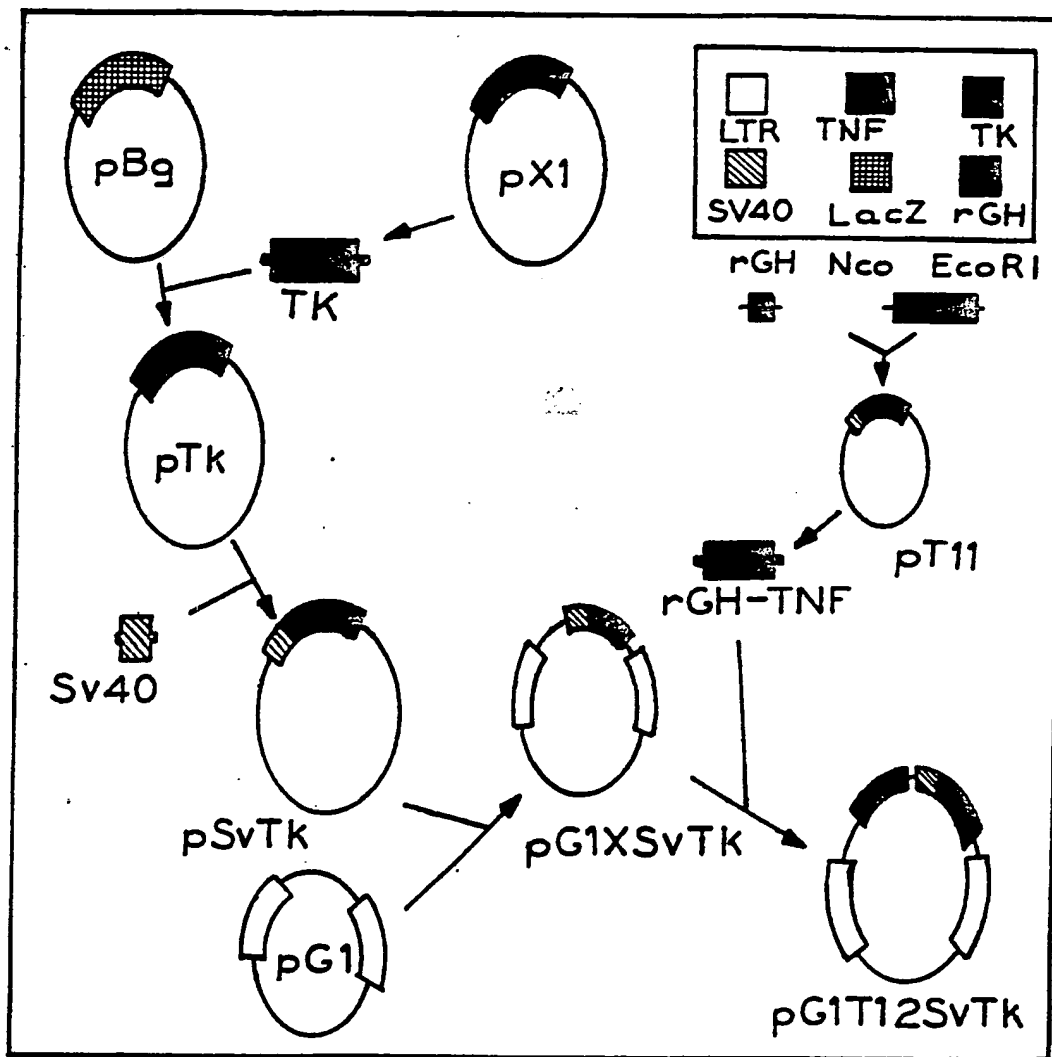 pBg
pX1
LTR TNF TK
SV40 LacZ rGH
rGH Nco EcoRI
TK
pTk
pT11
rGH-TNF
Sv40
pSvTk
pG1XSvTk
pG1
pG1T12SvTk